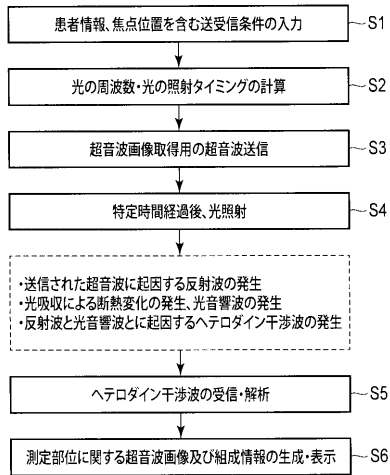 患者情報、焦点位置を含む送受信条件の入力
S1
光の周波数・光の照射タイミングの計算
S2
超音波画像取得用の超音波送信
S3
特定時間経過後、光照射
S4
・送信された超音波に起因する反射波の発生
・光吸収による断熱変化の発生、光音響波の発生
・反射波と光音響波とに起因するヘテロダイン干渉波の発生
ヘテロダイン干渉波の受信・解析
S5
測定部位に関する超音波画像及び組成情報の生成・表示
S6